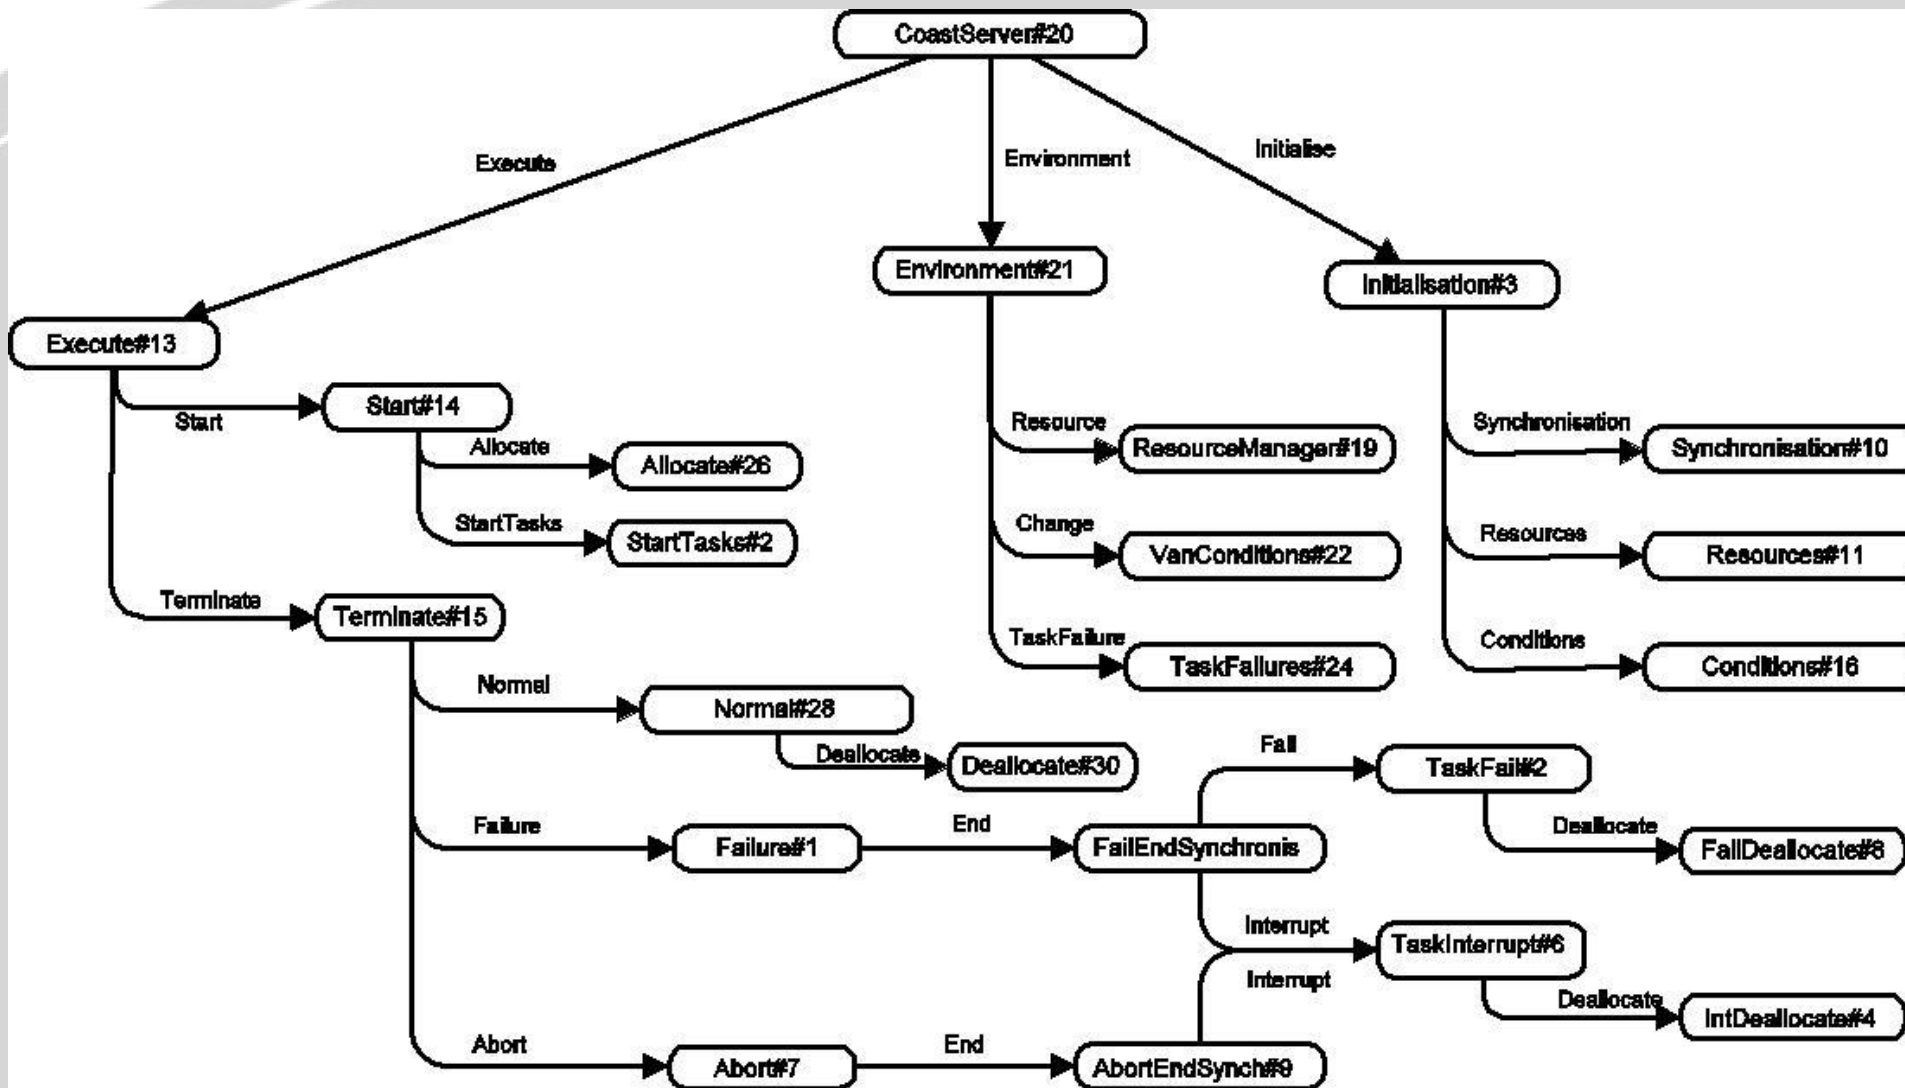 CoastServer#20
Execute
Environment
Initialise
Environment#21
Initialisation#3
Execute#13
Start
Start#14
Allocate
Allocate#26
StartTasks
StartTasks#2
Resource
ResourceManager#19
Synchronisation
Synchronisation#10
Change
VariConditions#22
Resources
Resources#11
Terminate
Terminate#15
TaskFailure
TaskFailures#24
Conditions
Conditions#16
Normal
Normal#28
Deallocate
Deallocate#30
Fail
TaskFail#2
Failure
Failure#1
End
FailEndSynchronis
Deallocate
FailDeallocate#8
Interrupt
TaskInterrupt#6
Interrupt
Deallocate
IntDeallocate#4
Abort
Abort#7
End
AbortEndSynch#9